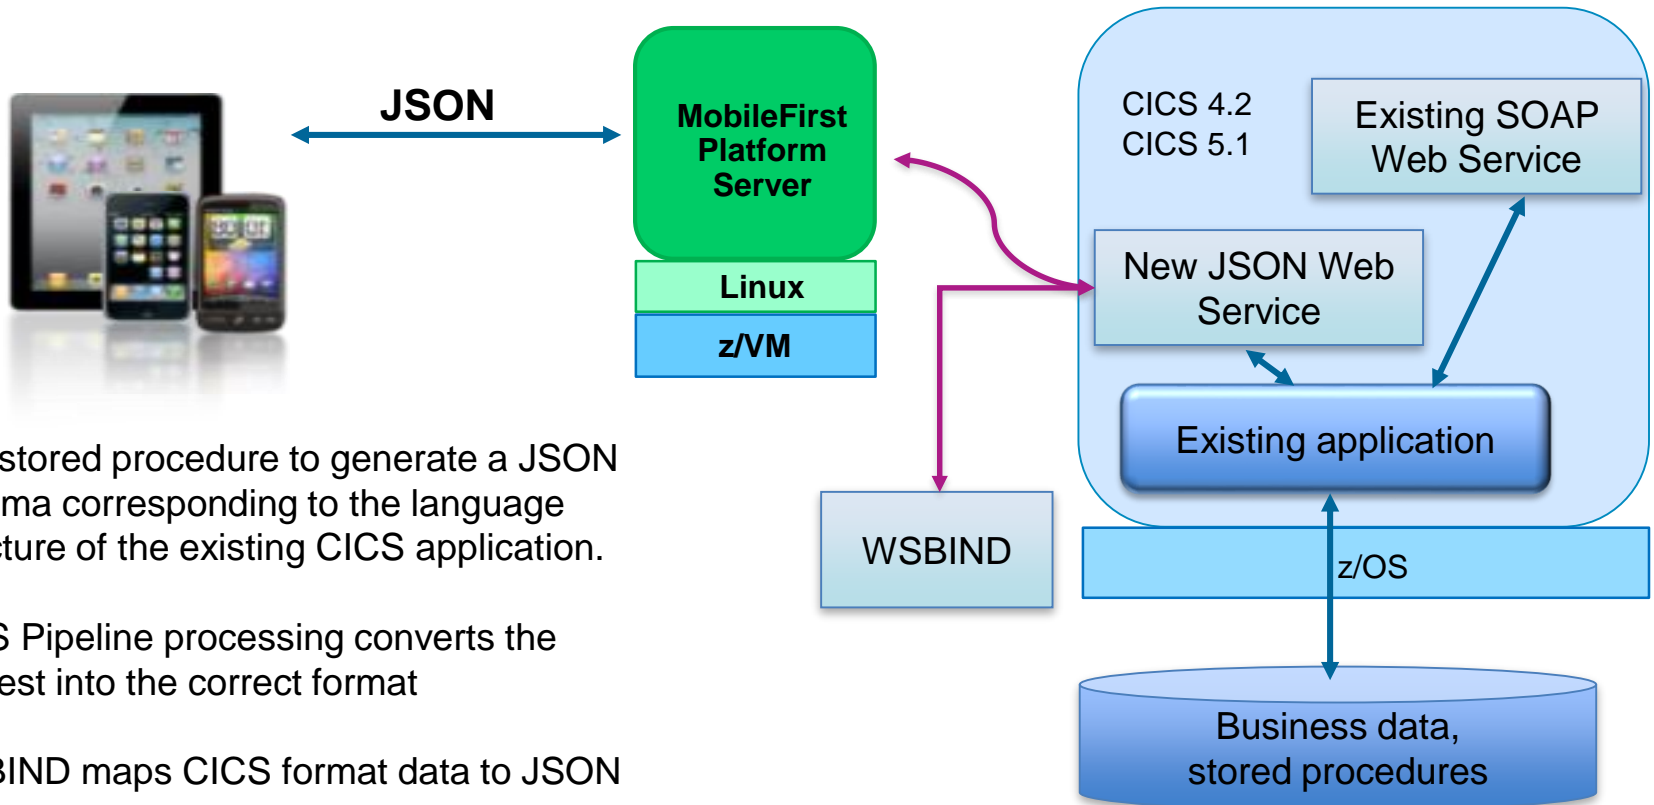 JSON
MobileFirst
Platform
Server
Linux
z/VM
CICS 4.2
CICS 5.1
Existing SOAP
Web Service
New JSON Web
Service
Existing application
WSBIND
z/OS
Business data,
stored procedures
stored procedure to generate a JSON
ma corresponding to the language
cture of the existing CICS application.
S Pipeline processing converts the
est into the correct format
BIND maps CICS format data to JSON